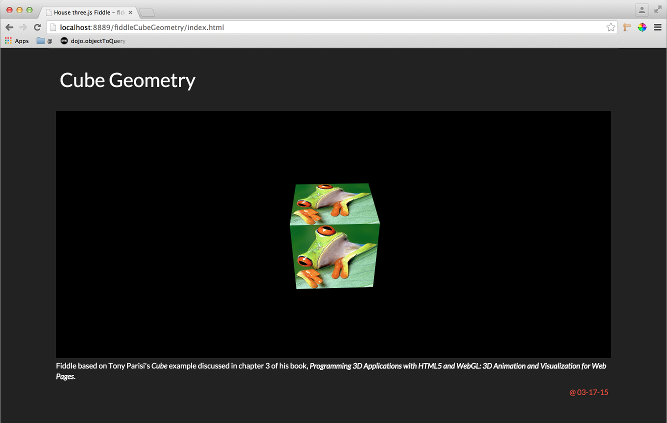 House three.js Fiddle – fid
localhost:8889/fiddleCubeGeometry/index.html
Apps @ dojo.objectToQuery
Cube Geometry
Fiddle based on Tony Parisi's Cube example discussed in chapter 3 of his book, Programming 3D Applications with HTML5 and WebGL: 3D Animation and Visualization for Web
Pages.
@ 03-17-15